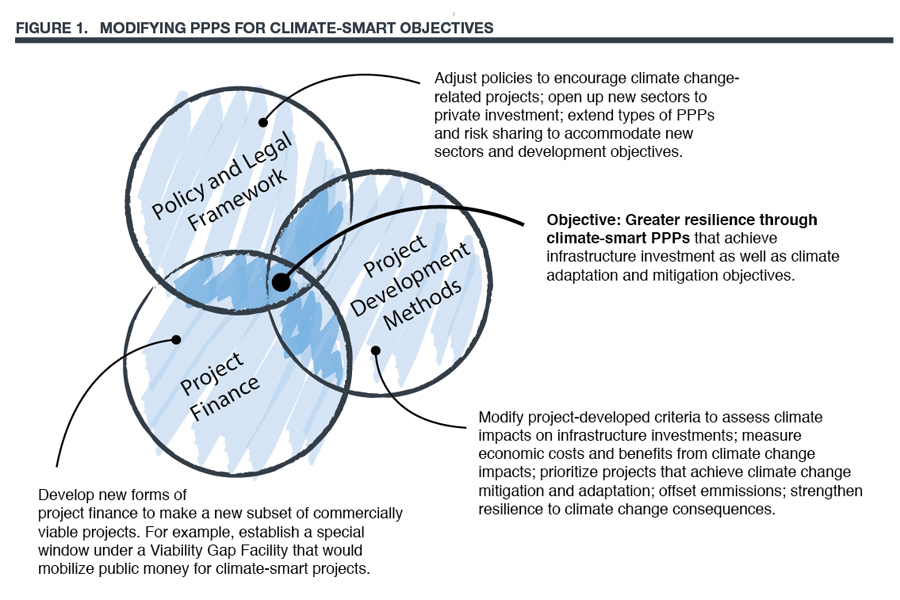 FIGURE 1. MODIFYING PPPS FOR CLIMATE-SMART OBJECTIVES
Adjust policies to encourage climate change-
related projects; open up new sectors to
private investment; extend types of PPPs
and risk sharing to accommodate new
sectors and development objectives.
Policy and Legal
Framework
Objective: Greater resilience through
climate-smart PPPs that achieve
infrastructure investment as well as climate
adaptation and mitigation objectives.
Project
Development
Methods
Project
Finance
Modify project-developed criteria to assess climate
impacts on infrastructure investments; measure
economic costs and benefits from climate change
impacts; prioritize projects that achieve climate change
mitigation and adaptation; offset emmissions; strengthen
resilience to climate change consequences.
Develop new forms of
project finance to make a new subset of commercially
viable projects. For example, establish a special
window under a Viability Gap Facility that would
mobilize public money for climate-smart projects.